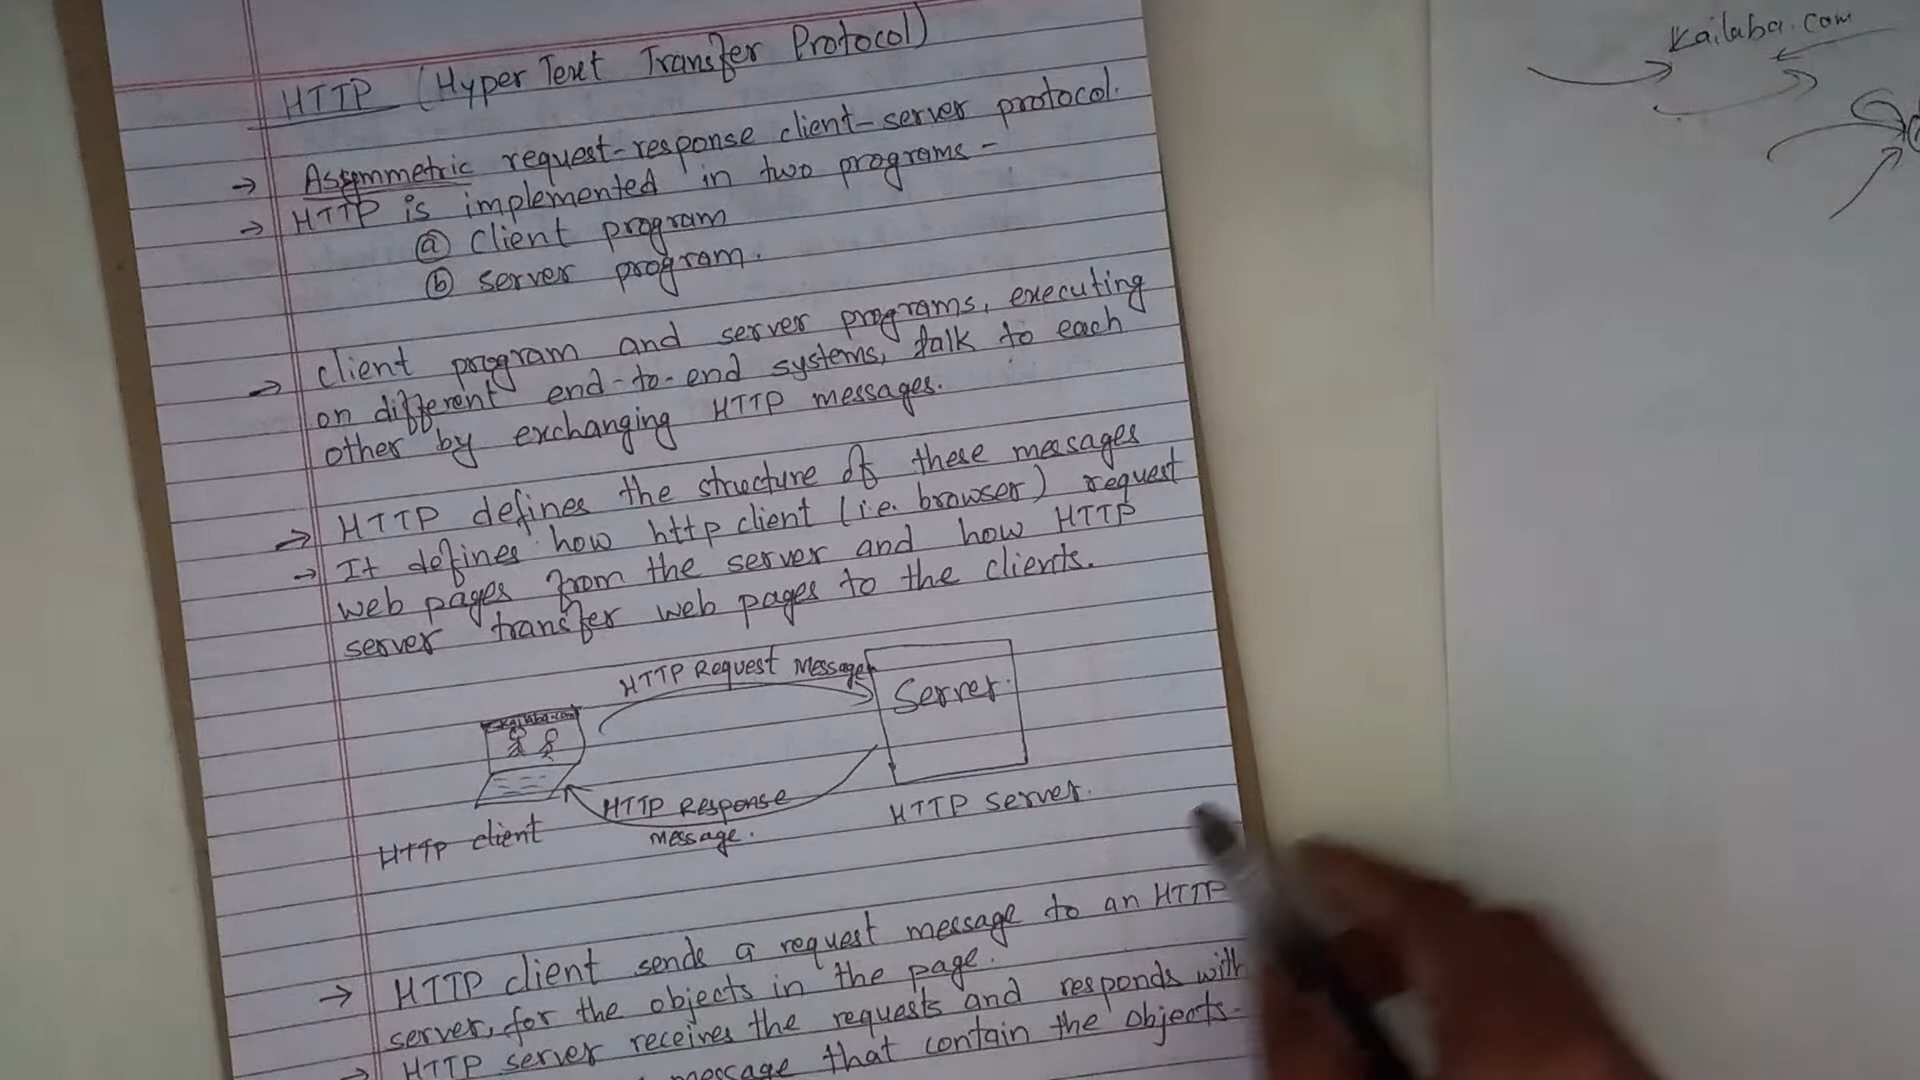 HTTP (Hyper Text Transfer Protocol)
→ Assymmetric request-response client-server protocol.
→ HTTP is implemented in two programs -
ⓐ client program
ⓑ server program.
→ client program and server programs, executing
on different end-to-end systems, talk to each
other by exchanging HTTP messages.
→ HTTP defines the structure of these messages
→ It defines how http client (i.e. browser) request
web pages from the server and how HTTP
server transfer web pages to the clients.
HTTP Request Message
Server
kailaba.com
HTTP Response
message.
HTTP server.
HTTP client
→ HTTP client sends a request message to an HTTP
server, for the objects in the page.
→ HTTP server receives the requests and responds with
message that contain the objects-
Kailaba.com